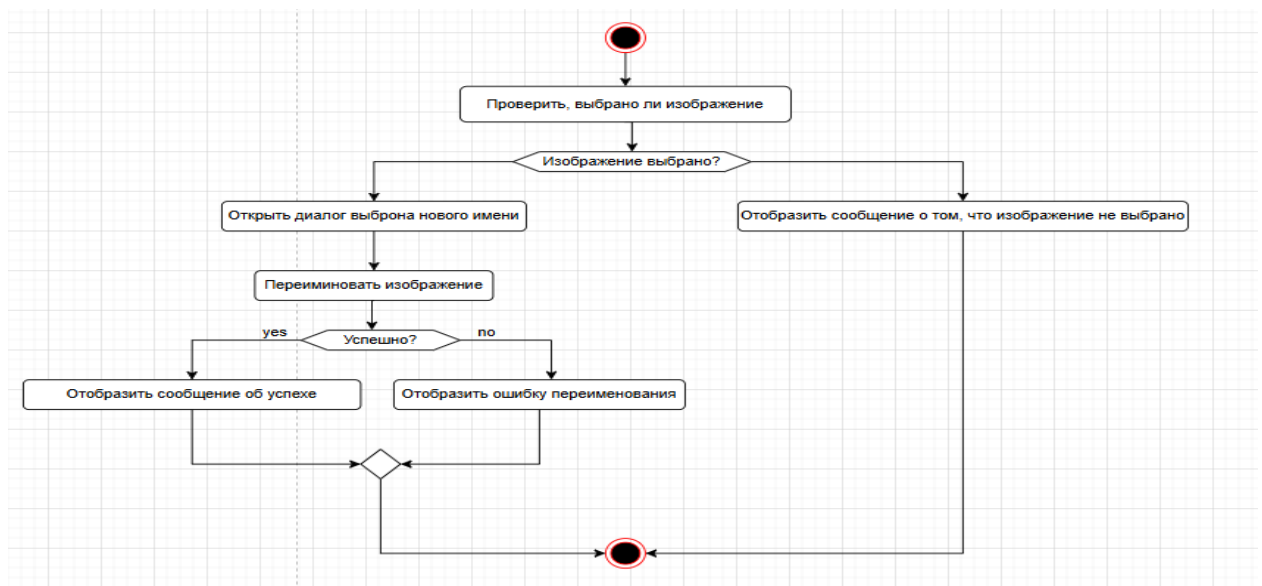 Проверить, выбрано ли изображение
Изображение выбрано?
Открыть диалог выброна нового имени
Отобразить сообщение о том, что изображение не выбрано
Переиминовать изображение
yes
Успешно?
no
Отобразить сообщение об успехе
Отобразить ошибку переименования